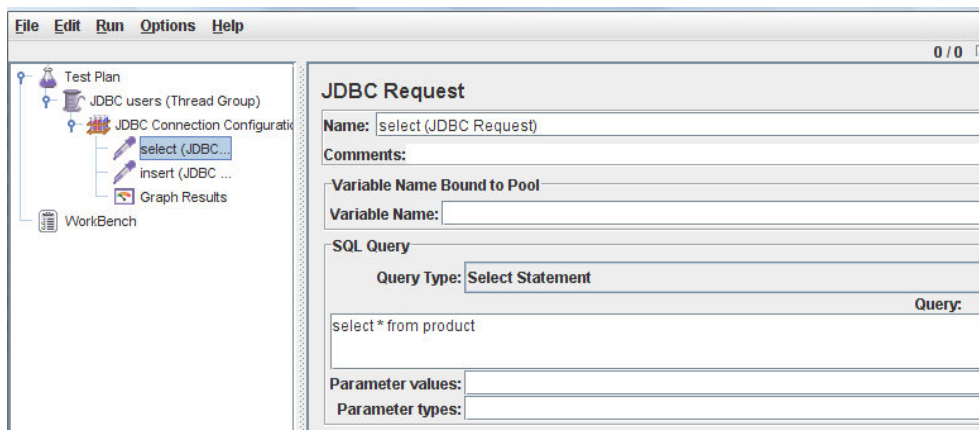 File Edit Run Options Help
0 / 0
Test Plan
JDBC users (Thread Group)
JDBC Connection Configuratio
select (JDBC...
insert (JDBC ...
Graph Results
WorkBench
JDBC Request
Name: select (JDBC Request)
Comments:
Variable Name Bound to Pool
Variable Name:
SQL Query
Query Type: Select Statement
Query:
select * from product
Parameter values:
Parameter types: